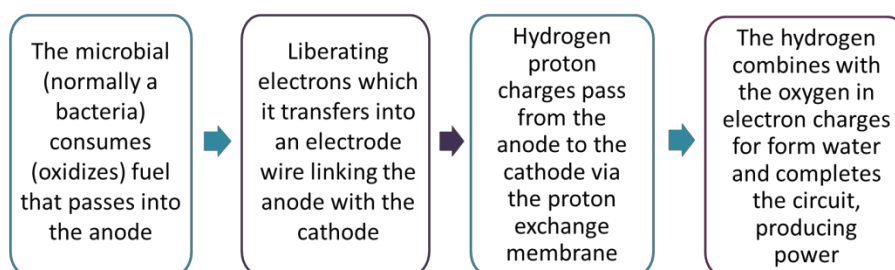 The microbial
(normally a
bacteria)
consumes
(oxidizes) fuel
that passes into
the anode
Liberating
electrons which
it transfers into
an electrode
wire linking the
anode with the
cathode
Hydrogen
proton
charges pass
from the
anode to the
cathode via
the proton
exchange
membrane
The hydrogen
combines with
the oxygen in
electron charges
for form water
and completes
the circuit,
producing
power